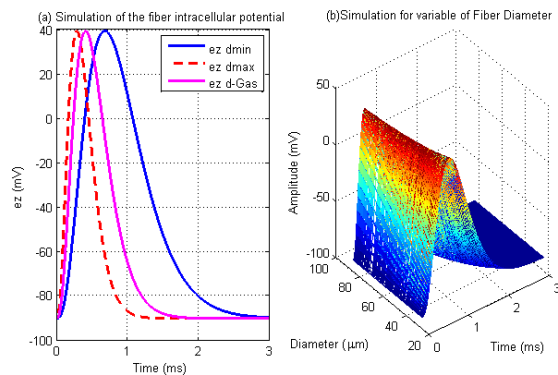 (a) Simulation of the fiber intracellular potential
40
20
0
-20
-40
-60
-80
-100
ez (mV)
ez dmin
ez dmax
ez d-Gas
0
1
2
3
Time (ms)
(b)Simulation for variable of Fiber Diameter
50
0
-50
-100
Amplitude (mV)
100
80
60
40
20
Diameter (μm)
0
1
2
3
Time (ms)